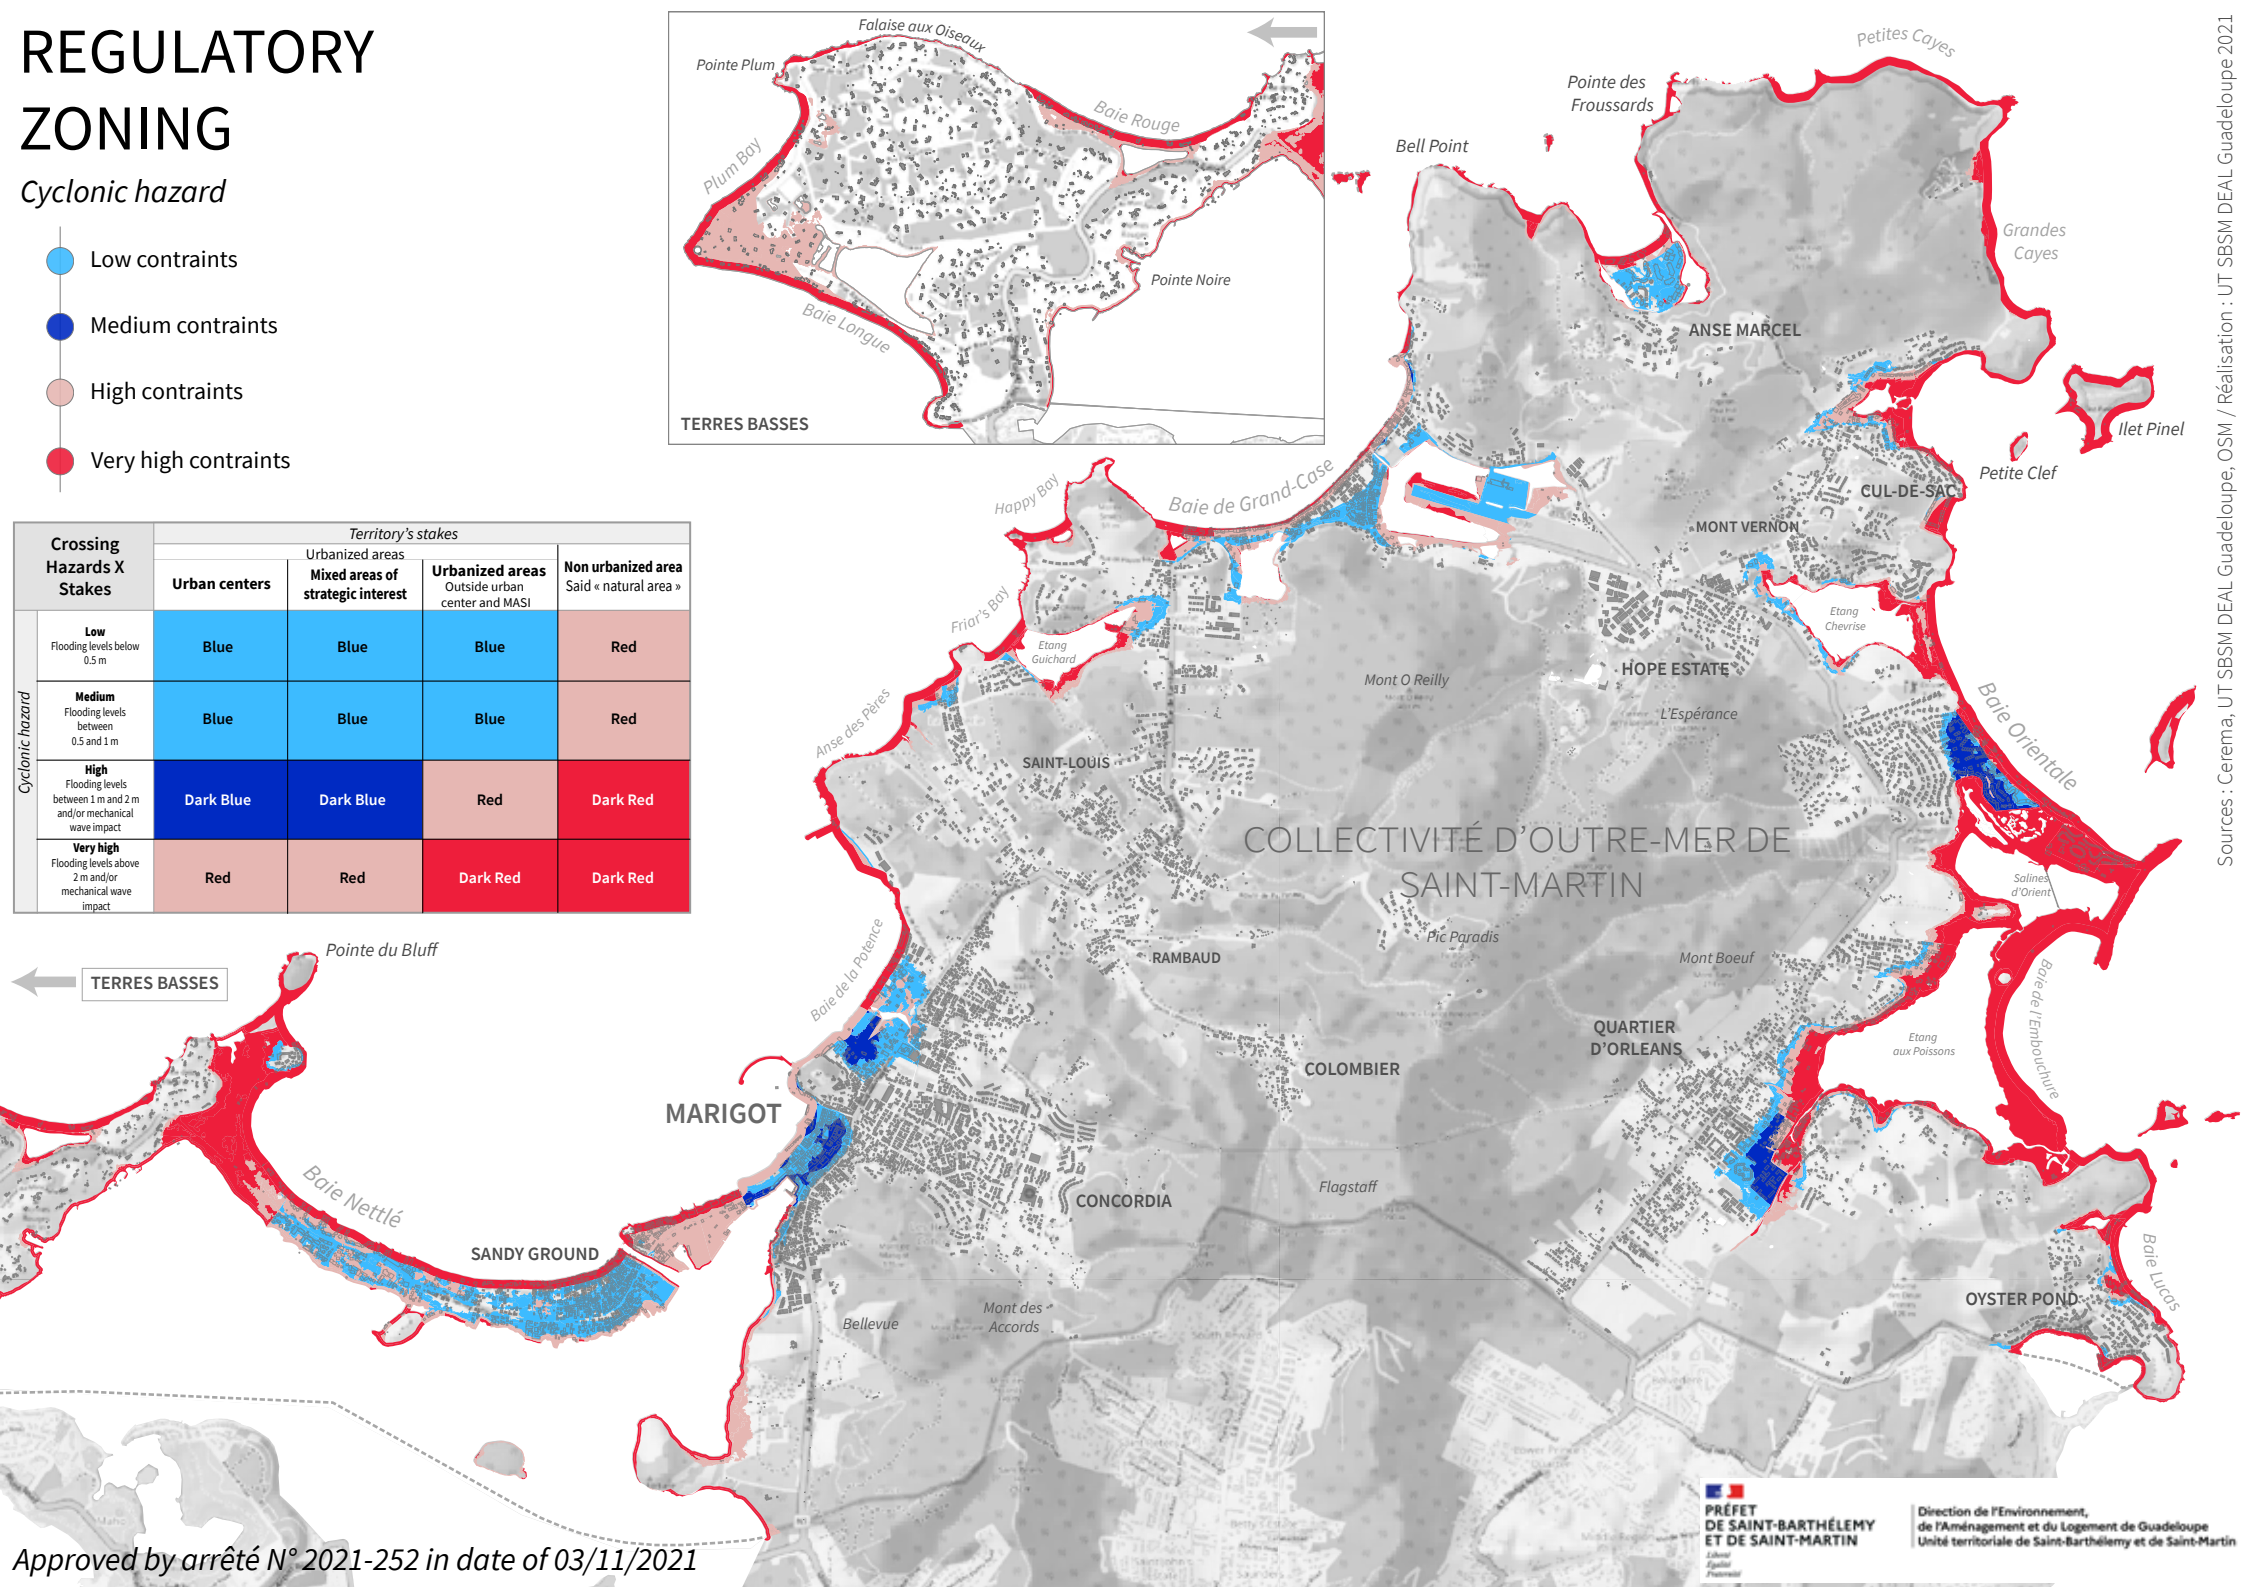 REGULATORY
ZONING
Cyclonic hazard
Low contraints
Medium contraints
High contraints
Very high contraints
Crossing
Hazards X
Stakes
Territory's stakes
Urbanized areas
Urban centers
Mixed areas of
strategic interest
Urbanized areas
Outside urban
center and MASI
Non urbanized area
Said « natural area »
Cyclonic hazard
Low
Flooding levels below
0.5 m
Blue
Blue
Blue
Red
Medium
Flooding levels
between
0.5 and 1 m
Blue
Blue
Blue
Red
High
Flooding levels
between 1 m and 2 m
and/or mechanical
wave impact
Dark Blue
Dark Blue
Red
Dark Red
Very high
Flooding levels above
2 m and/or
mechanical wave
impact
Red
Red
Dark Red
Dark Red
Falaise aux Oiseaux
Pointe Plum
Baie Rouge
Plum Bay
Pointe Noire
Baie Longue
TERRES BASSES
Petites Cayes
Pointe des
Froussards
Bell Point
Grandes
Cayes
ANSE MARCEL
Ilet Pinel
Petite Clef
CUL-DE-SAC
MONT VERNON
Happy Bay
Baie de Grand-Case
Friar's Bay
Etang
Guichard
Etang
Chevrise
HOPE ESTATE
Mont O Reilly
L'Espérance
Anse des Pères
Baie Orientale
SAINT-LOUIS
COLLECTIVITÉ D'OUTRE-MER DE
SAINT-MARTIN
Salines
d'Orient
Pic Paradis
RAMBAUD
Mont Boeuf
Baie de la Potence
Baie de l'Embouchure
QUARTIER
D'ORLEANS
Etang
aux Poissons
COLOMBIER
Pointe du Bluff
TERRES BASSES
MARIGOT
Flagstaff
CONCORDIA
Baie Nettlé
SANDY GROUND
Baie Lucas
OYSTER POND
Mont des
Accords
Bellevue
Approved by arrêté N° 2021-252 in date of 03/11/2021
PRÉFET
DE SAINT-BARTHÉLEMY
ET DE SAINT-MARTIN
Liberté
Égalité
Fraternité
Direction de l'Environnement,
de l'Aménagement et du Logement de Guadeloupe
Unité territoriale de Saint-Barthélemy et de Saint-Martin
Sources : Cerema, UT SBSM DEAL Guadeloupe, OSM / Réalisation : UT SBSM DEAL Guadeloupe 2021